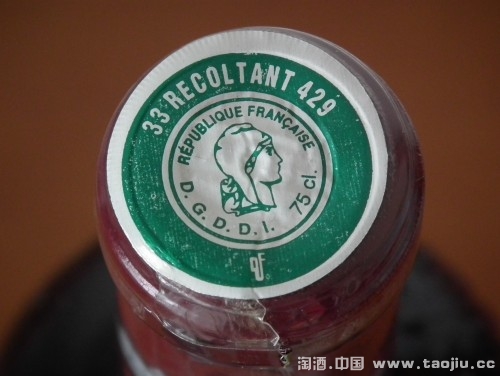 33 RECOLTANT 429
RÉPUBLIQUE FRANÇAISE
D. G. D. D. I. 75 cl.
淘酒.中国 www.taojiu.cc